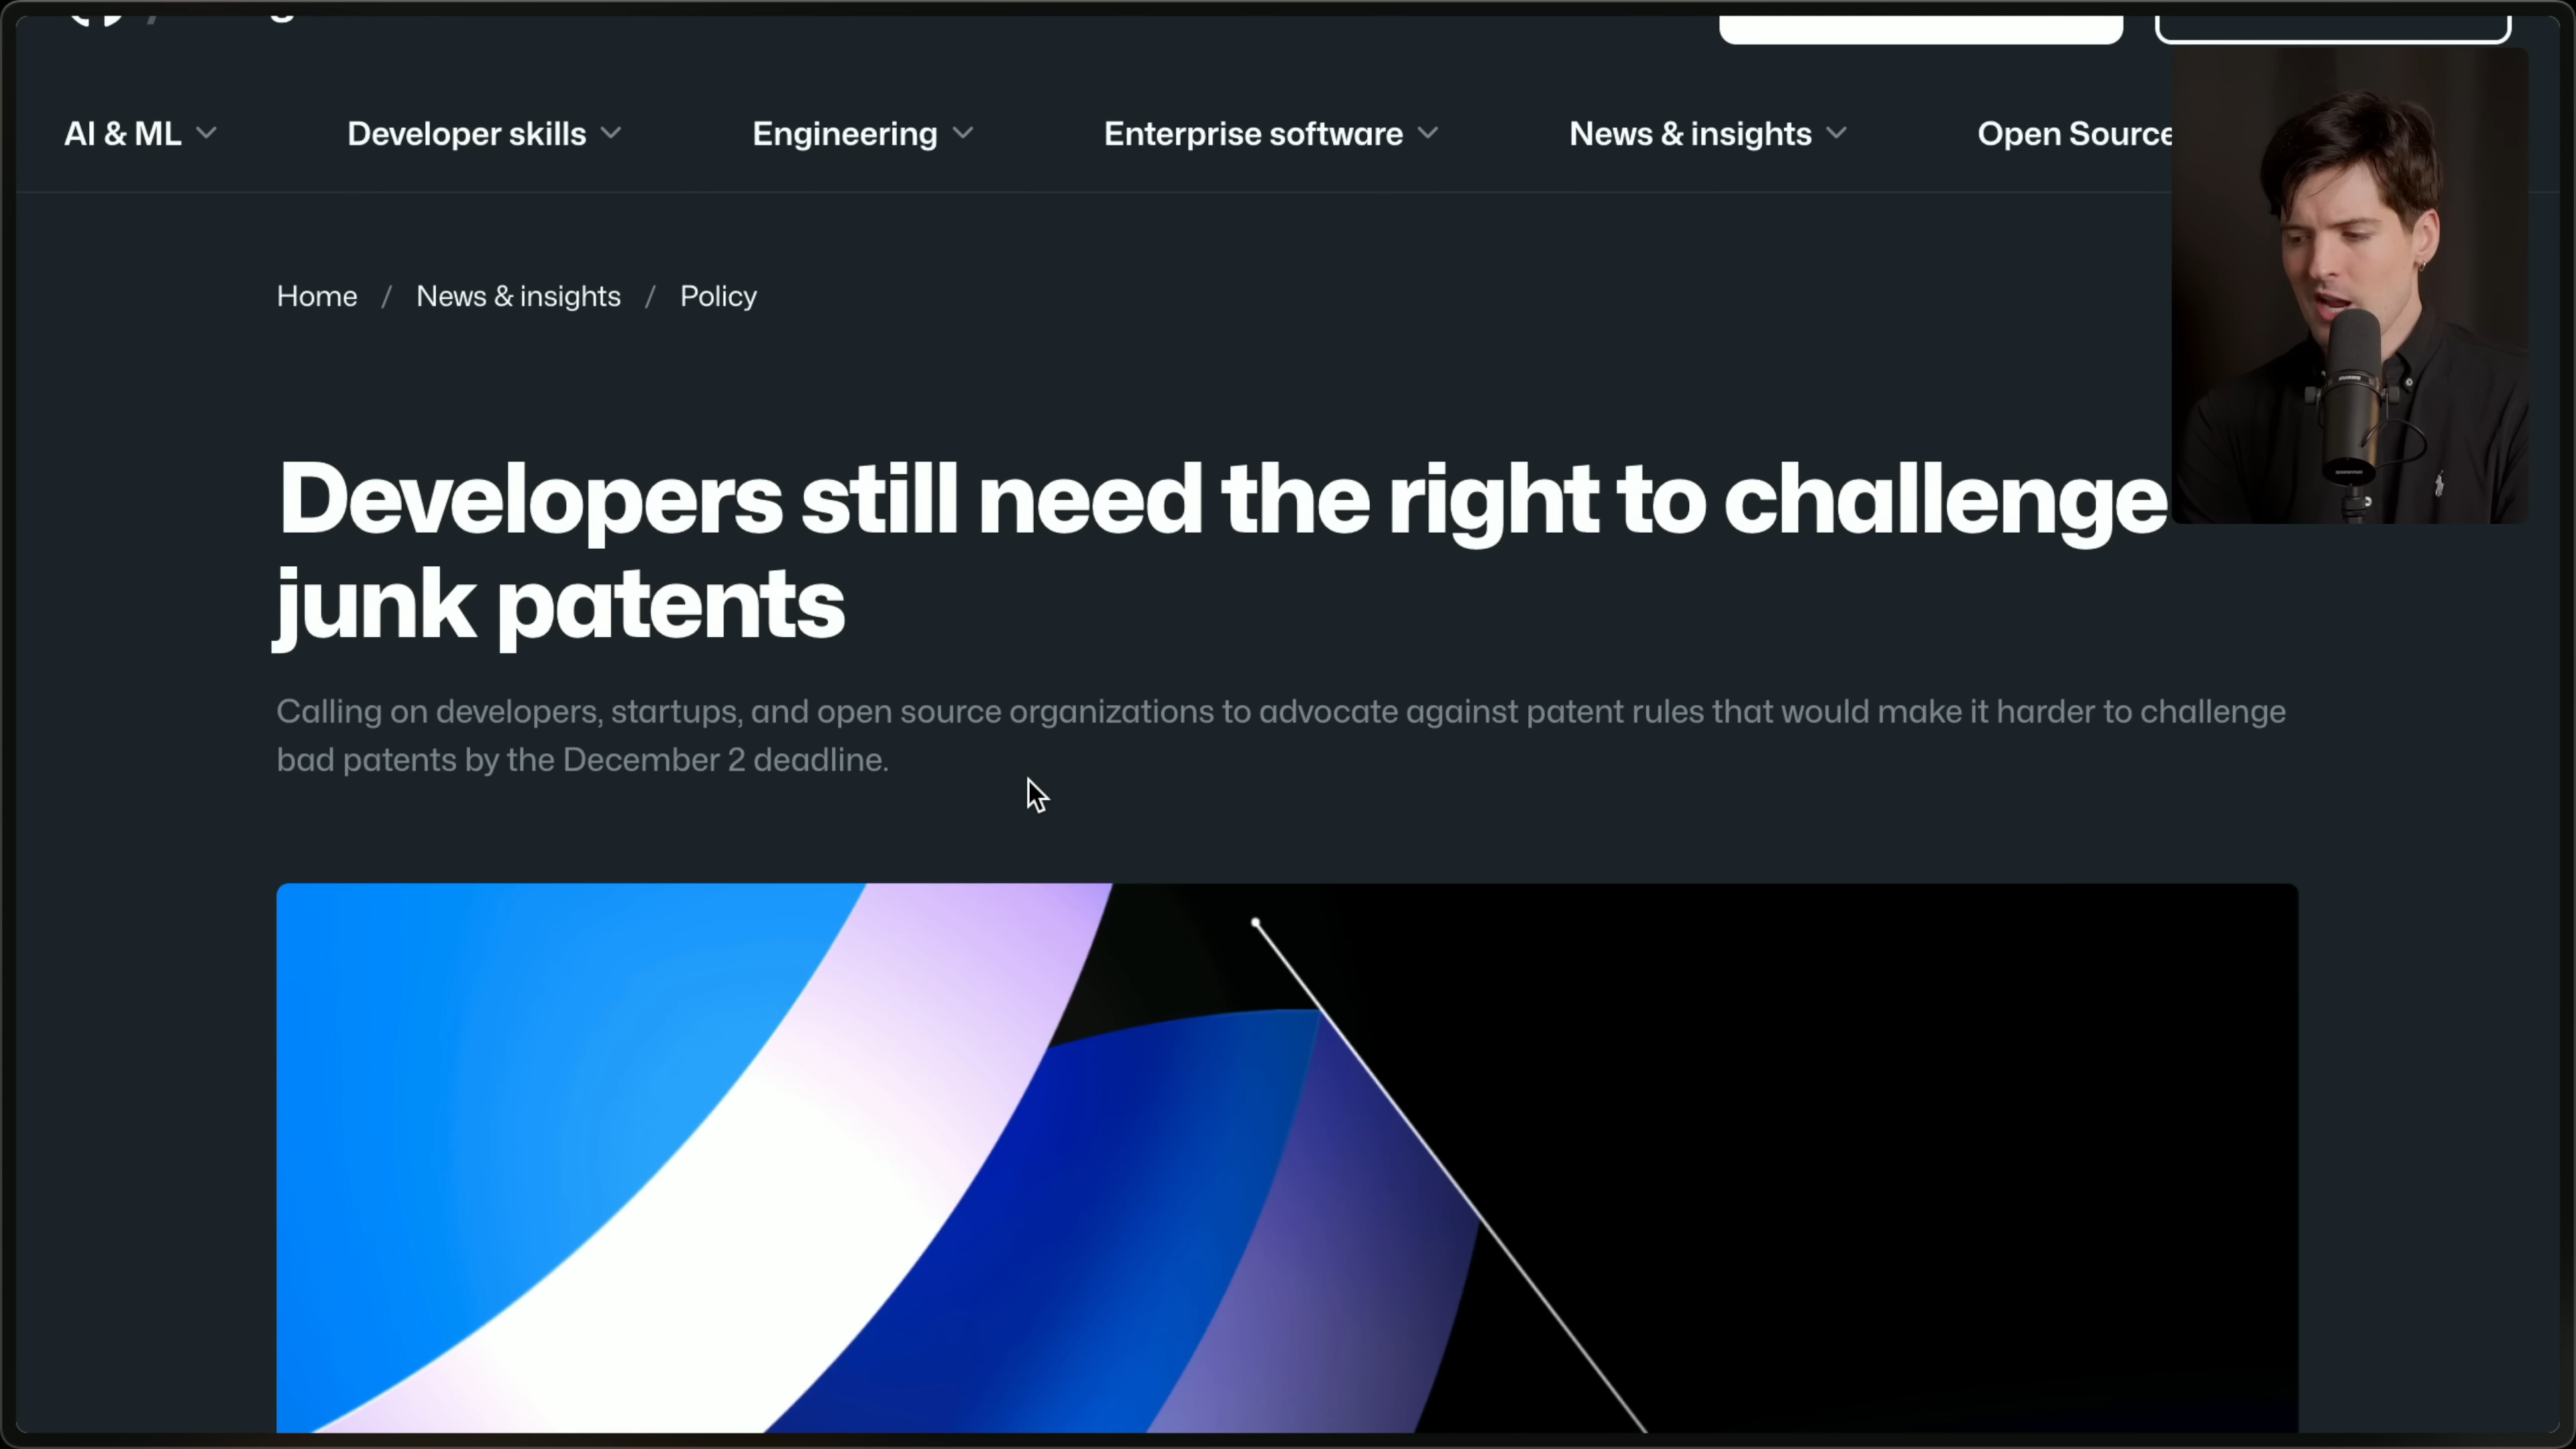 AI & ML
Developer skills
Engineering
Enterprise software
News & insights
Open Source
Home / News & insights / Policy
Developers still need the right to challenge
junk patents
Calling on developers, startups, and open source organizations to advocate against patent rules that would make it harder to challenge
bad patents by the December 2 deadline.